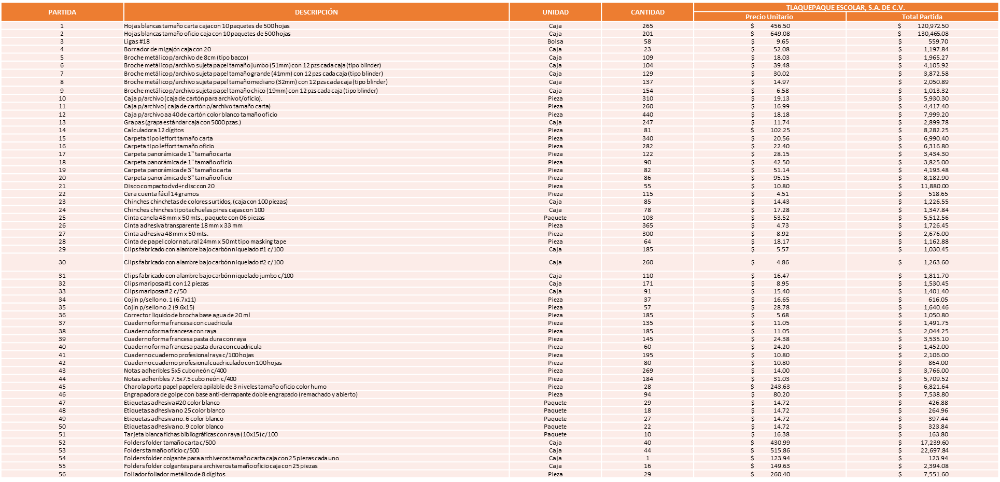 PARTIDA DESCRIPCIÓN UNIDAD CANTIDAD TLAQUEPAQUE ESCOLAR, S.A. DE C.V.
Precio Unitario Total Partida
1 Hojas blancas tamaño carta caja con 10 paquetes de 500 hojas Caja 265 $ 456.50 $ 120,972.50
2 Hojas blancas tamaño oficio caja con 10 paquetes de 500 hojas Caja 201 $ 649.08 $ 130,465.08
3 Ligas #18 Bolsa 58 $ 9.65 $ 559.70
4 Borrador de migajón caja con 20 Caja 23 $ 52.08 $ 1,197.84
5 Broche metálico p/archivo de 8cm (tipo bacco) Caja 109 $ 18.03 $ 1,965.27
6 Broche metálico p/archivo sujeta papel tamaño jumbo (51mm) con 12 pzs cada caja (tipo blinder) Caja 104 $ 39.48 $ 4,105.92
7 Broche metálico p/archivo sujeta papel tamaño grande (41mm) con 12 pzs cada caja (tipo blinder) Caja 129 $ 30.02 $ 3,872.58
8 Broche metálico p/archivo sujeta papel tamaño mediano (32mm) con 12 pzs cada caja (tipo blinder) Caja 137 $ 14.97 $ 2,050.89
9 Broche metálico p/archivo sujeta papel tamaño chico (19mm) con 12 pzs cada caja (tipo blinder) Caja 154 $ 6.58 $ 1,013.32
10 Caja p/archivo (caja de cartón para archivo t/oficio). Pieza 310 $ 19.13 $ 5,930.30
11 Caja p/archivo ( caja de cartón p/archivo tamaño carta) Pieza 260 $ 16.99 $ 4,417.40
12 Caja p/archivo aa 40 de cartón color blanco tamaño oficio Pieza 440 $ 18.18 $ 7,999.20
13 Grapas (grapa estándar caja con 5000 pzas.) Caja 247 $ 11.74 $ 2,899.78
14 Calculadora 12 dígitos Pieza 81 $ 102.25 $ 8,282.25
15 Carpeta tipo leffort tamaño carta Pieza 340 $ 20.56 $ 6,990.40
16 Carpeta tipo leffort tamaño oficio Pieza 282 $ 22.40 $ 6,316.80
17 Carpeta panorámica de 1" tamaño carta Pieza 122 $ 28.15 $ 3,434.30
18 Carpeta panorámica de 1" tamaño oficio Pieza 90 $ 42.50 $ 3,825.00
19 Carpeta panorámica de 3" tamaño carta Pieza 82 $ 51.14 $ 4,193.48
20 Carpeta panorámica de 3" tamaño oficio Pieza 86 $ 95.15 $ 8,182.90
21 Disco compacto dvd+r disc con 20 Pieza 55 $ 10.80 $ 11,880.00
22 Cera cuenta fácil 14 gramos Pieza 115 $ 4.51 $ 518.65
23 Chinches chinchetas de colores surtidos, (caja con 100 piezas) Caja 85 $ 14.43 $ 1,226.55
24 Chinches chinches tipo tachuelas pines cajas con 100 Caja 78 $ 17.28 $ 1,347.84
25 Cinta canela 48 mm x 50 mts., paquete con 06 piezas Paquete 103 $ 53.52 $ 5,512.56
26 Cinta adhesiva transparente 18 mm x 33 mm Pieza 365 $ 4.73 $ 1,726.45
27 Cinta adhesiva 48 mm x 50 mts. Pieza 300 $ 8.92 $ 2,676.00
28 Cinta de papel color natural 24mm x 50 mt tipo masking tape Pieza 64 $ 18.17 $ 1,162.88
29 Clips fabricado con alambre bajo carbón niquelado #1 c/100 Caja 185 $ 5.57 $ 1,030.45
30 Clips fabricado con alambre bajo carbón niquelado #2 c/100 Caja 260 $ 4.86 $ 1,263.60
31 Clips fabricado con alambre bajo carbón niquelado jumbo c/100 Caja 110 $ 16.47 $ 1,811.70
32 Clips mariposa #1 con 12 piezas Caja 171 $ 8.95 $ 1,530.45
33 Clips mariposa # 2 c/50 Caja 91 $ 15.40 $ 1,401.40
34 Cojín p/sello no. 1 (6.7x11) Pieza 37 $ 16.65 $ 616.05
35 Cojín p/sello no.2 (9.6x15) Pieza 57 $ 28.78 $ 1,640.46
36 Corrector liquido de brocha base agua de 20 ml Pieza 185 $ 5.68 $ 1,050.80
37 Cuaderno forma francesa con cuadricula Pieza 135 $ 11.05 $ 1,491.75
38 Cuaderno forma francesa con raya Pieza 185 $ 11.05 $ 2,044.25
39 Cuaderno forma francesa pasta dura con raya Pieza 145 $ 24.38 $ 3,535.10
40 Cuaderno forma francesa pasta dura con cuadricula Pieza 60 $ 24.20 $ 1,452.00
41 Cuaderno cuaderno profesional raya c/100 hojas Pieza 195 $ 10.80 $ 2,106.00
42 Cuaderno cuaderno profesional cuadriculado con 100 hojas Pieza 80 $ 10.80 $ 864.00
43 Notas adheribles 5x5 cubo neón c/400 Pieza 269 $ 14.00 $ 3,766.00
44 Notas adheribles 7.5x7.5 cubo neón c/400 Pieza 184 $ 31.03 $ 5,709.52
45 Charola porta papel papelera apilable de 3 niveles tamaño oficio color humo Pieza 28 $ 243.63 $ 6,821.64
46 Engrapadora de golpe con base anti-derrapante doble engrapado (remachado y abierto) Pieza 94 $ 80.20 $ 7,538.80
47 Etiquetas adhesiva #20 color blanco Paquete 29 $ 14.72 $ 426.88
48 Etiquetas adhesiva no 25 color blanco Paquete 18 $ 14.72 $ 264.96
49 Etiquetas adhesiva no. 6 color blanco Paquete 27 $ 14.72 $ 397.44
50 Etiquetas adhesiva no. 9 color blanco Paquete 22 $ 14.72 $ 323.84
51 Tarjeta blanca fichas bibliográficas con raya (10x15) c/100 Paquete 10 $ 16.38 $ 163.80
52 Folders folder tamaño carta c/500 Caja 40 $ 430.99 $ 17,239.60
53 Folders tamaño oficio c/500 Caja 44 $ 515.86 $ 22,697.84
54 Folders folder colgante para archiveros tamaño carta caja con 25 piezas cada uno Caja 1 $ 123.94 $ 123.94
55 Folders folder colgantes para archiveros tamaño oficio caja con 25 piezas Caja 16 $ 149.63 $ 2,394.08
56 Foliador foliador metálico de 8 dígitos Pieza 29 $ 260.40 $ 7,551.60